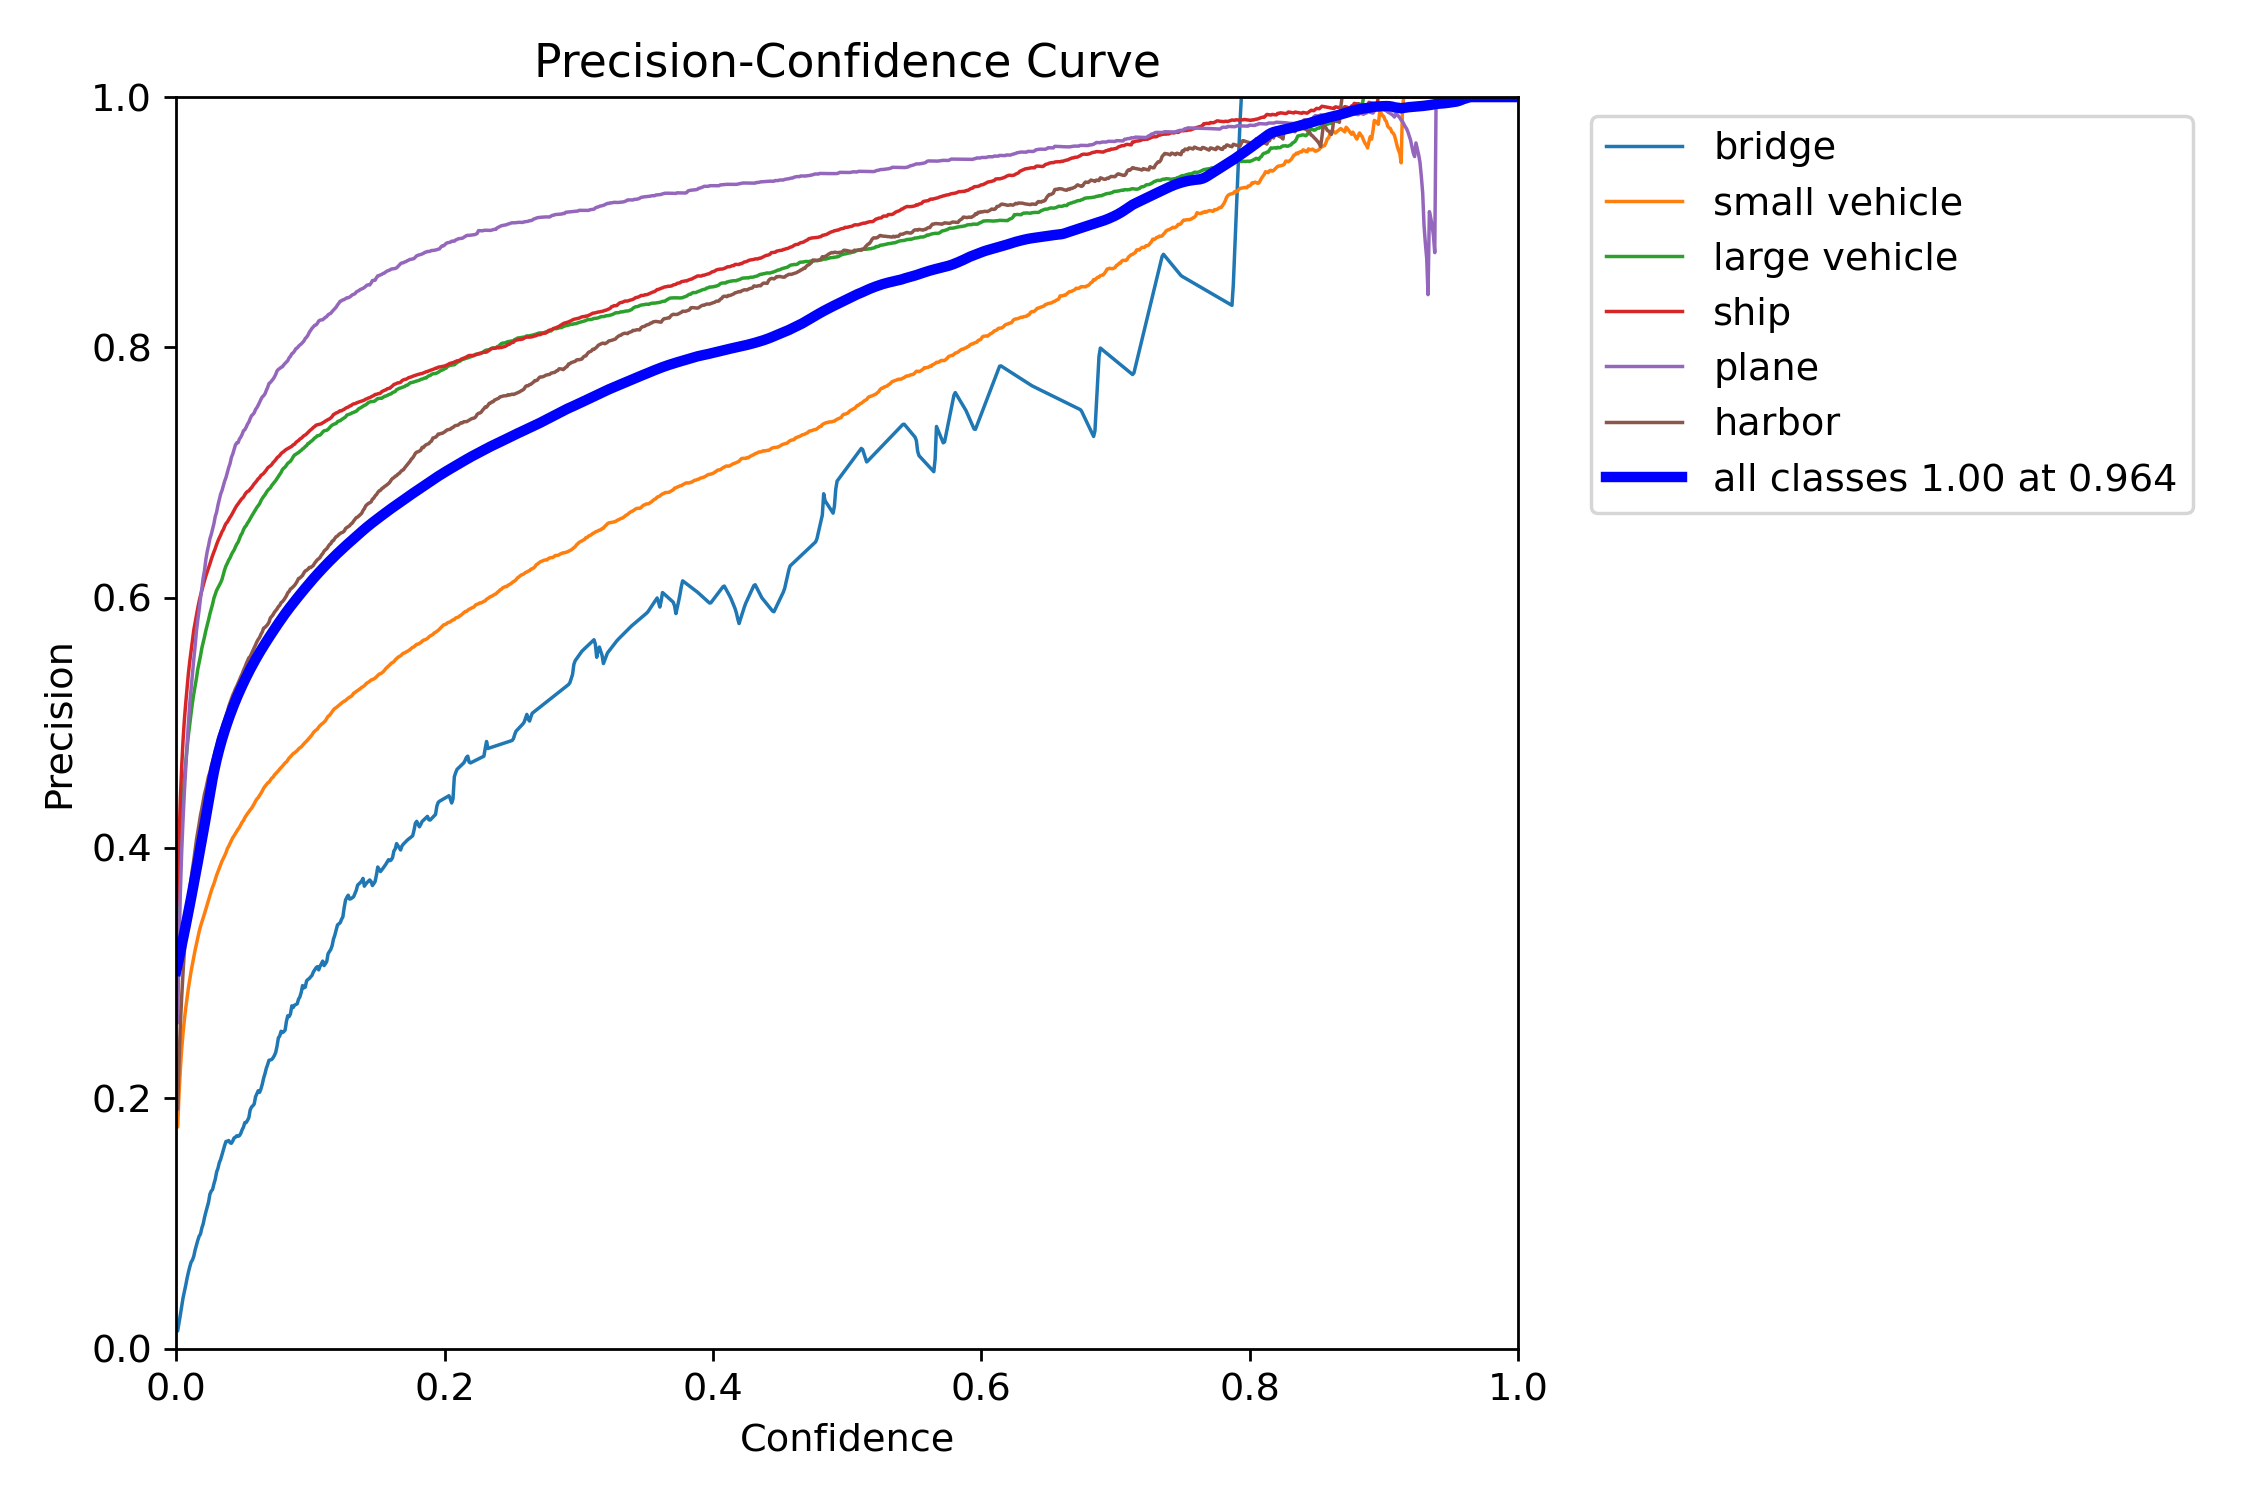 Precision-Confidence Curve
1.0
0.8
0.6
0.4
0.2
0.0
Precision
0.0 0.2 0.4 0.6 0.8 1.0
Confidence
bridge
small vehicle
large vehicle
ship
plane
harbor
all classes 1.00 at 0.964